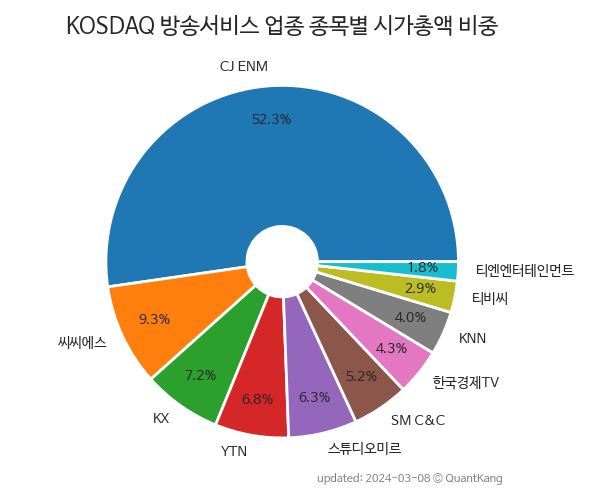 KOSDAQ 방송서비스 업종 종목별 시가총액 비중
CJ ENM
52.3%
씨씨에스
9.3%
KX
7.2%
YTN
6.8%
스튜디오미르
6.3%
SM C&C
5.2%
한국경제TV
4.3%
KNN
4.0%
티비씨
2.9%
티엔엔터테인먼트
1.8%
updated: 2024-03-08 © QuantKang